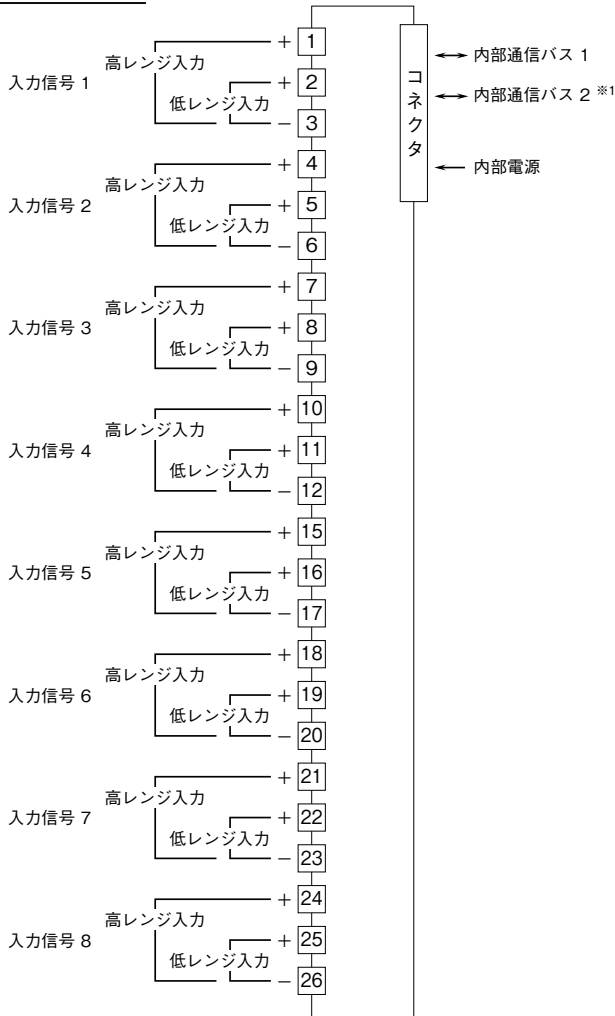 + 1
高レンジ入力
入力信号 1
+ 2
低レンジ入力
− 3
+ 4
高レンジ入力
入力信号 2
+ 5
低レンジ入力
− 6
+ 7
高レンジ入力
入力信号 3
+ 8
低レンジ入力
− 9
+ 10
高レンジ入力
入力信号 4
+ 11
低レンジ入力
− 12
+ 15
高レンジ入力
入力信号 5
+ 16
低レンジ入力
− 17
+ 18
高レンジ入力
入力信号 6
+ 19
低レンジ入力
− 20
+ 21
高レンジ入力
入力信号 7
+ 22
低レンジ入力
− 23
+ 24
高レンジ入力
入力信号 8
+ 25
低レンジ入力
− 26
コネクタ
内部通信バス 1
内部通信バス 2 ※1
内部電源